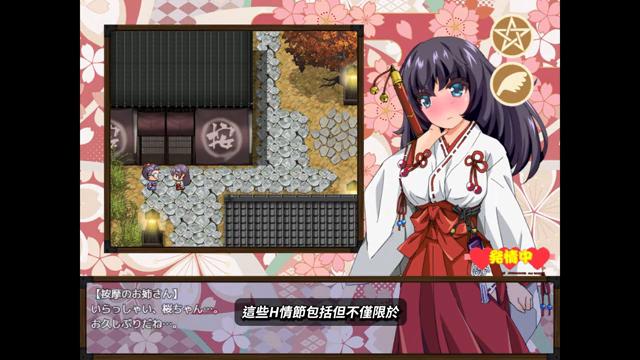 桜
発情中
【按摩のお姉さん】
いらっしゃい、桜ちゃん…。
お久しぶりだね…。
這些H情節包括但不僅限於